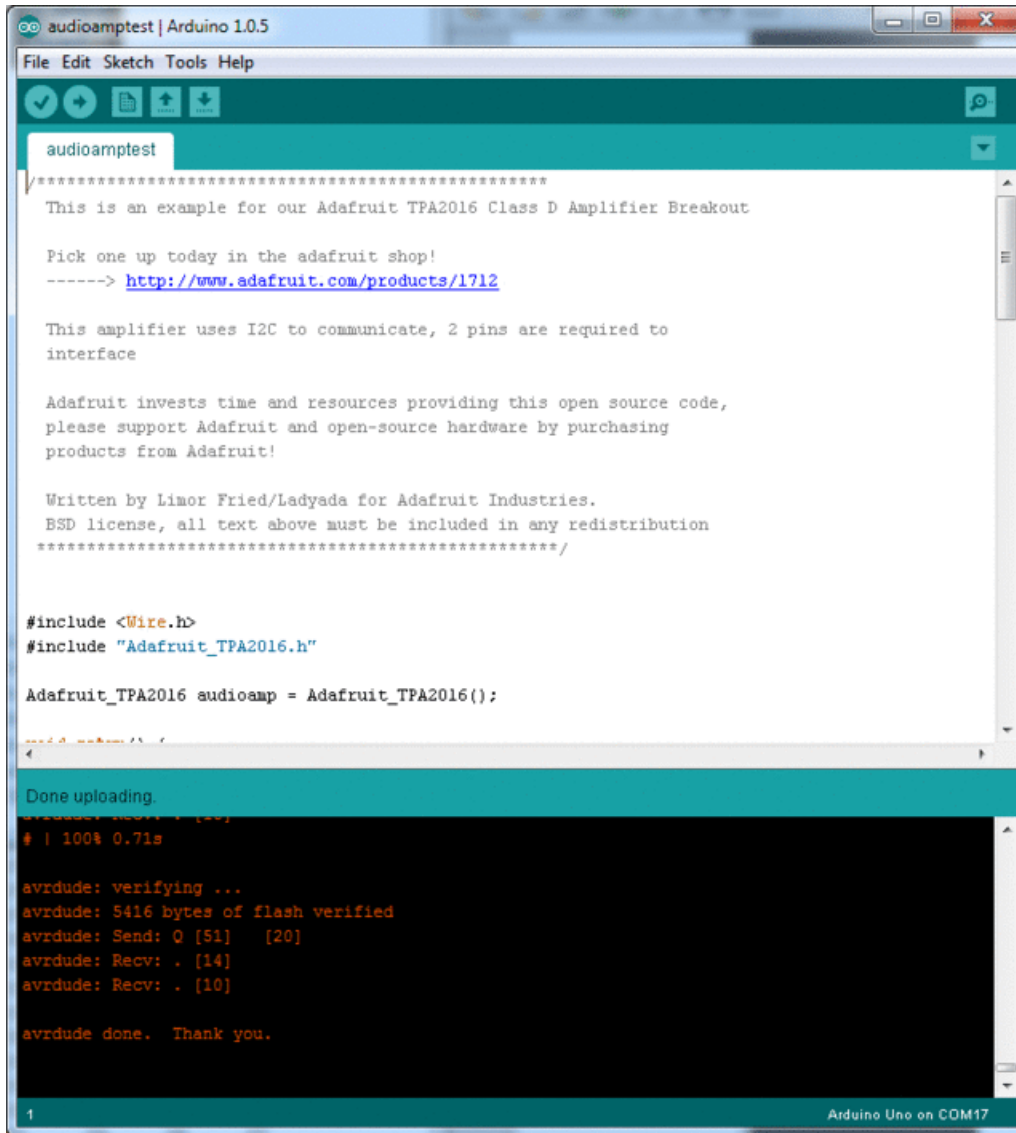 audioamptest | Arduino 1.0.5
File Edit Sketch Tools Help
audioamptest
/***************************************************
This is an example for our Adafruit TPA2016 Class D Amplifier Breakout
Pick one up today in the adafruit shop!
------> http://www.adafruit.com/products/1712
This amplifier uses I2C to communicate, 2 pins are required to
interface
Adafruit invests time and resources providing this open source code,
please support Adafruit and open-source hardware by purchasing
products from Adafruit!
Written by Limor Fried/Ladyada for Adafruit Industries.
BSD license, all text above must be included in any redistribution
****************************************************/
#include <Wire.h>
#include "Adafruit_TPA2016.h"
Adafruit_TPA2016 audioamp = Adafruit_TPA2016();
void setup() {
Done uploading.
avrdude: Recv: . [10]
# | 100% 0.71s
avrdude: verifying ...
avrdude: 5416 bytes of flash verified
avrdude: Send: Q [51]   [20]
avrdude: Recv: . [14]
avrdude: Recv: . [10]
avrdude done.  Thank you.
1
Arduino Uno on COM17